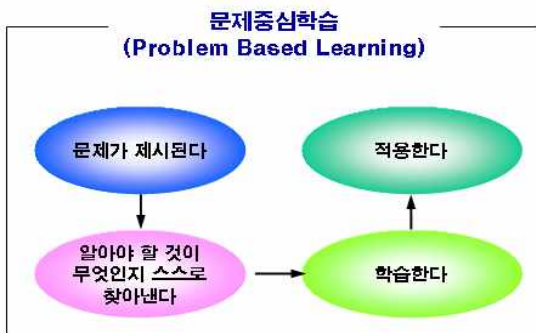 문제중심학습
(Problem Based Learning)
문제가 제시된다
적용한다
알아야 할 것이
무엇인지 스스로
찾아낸다
학습한다